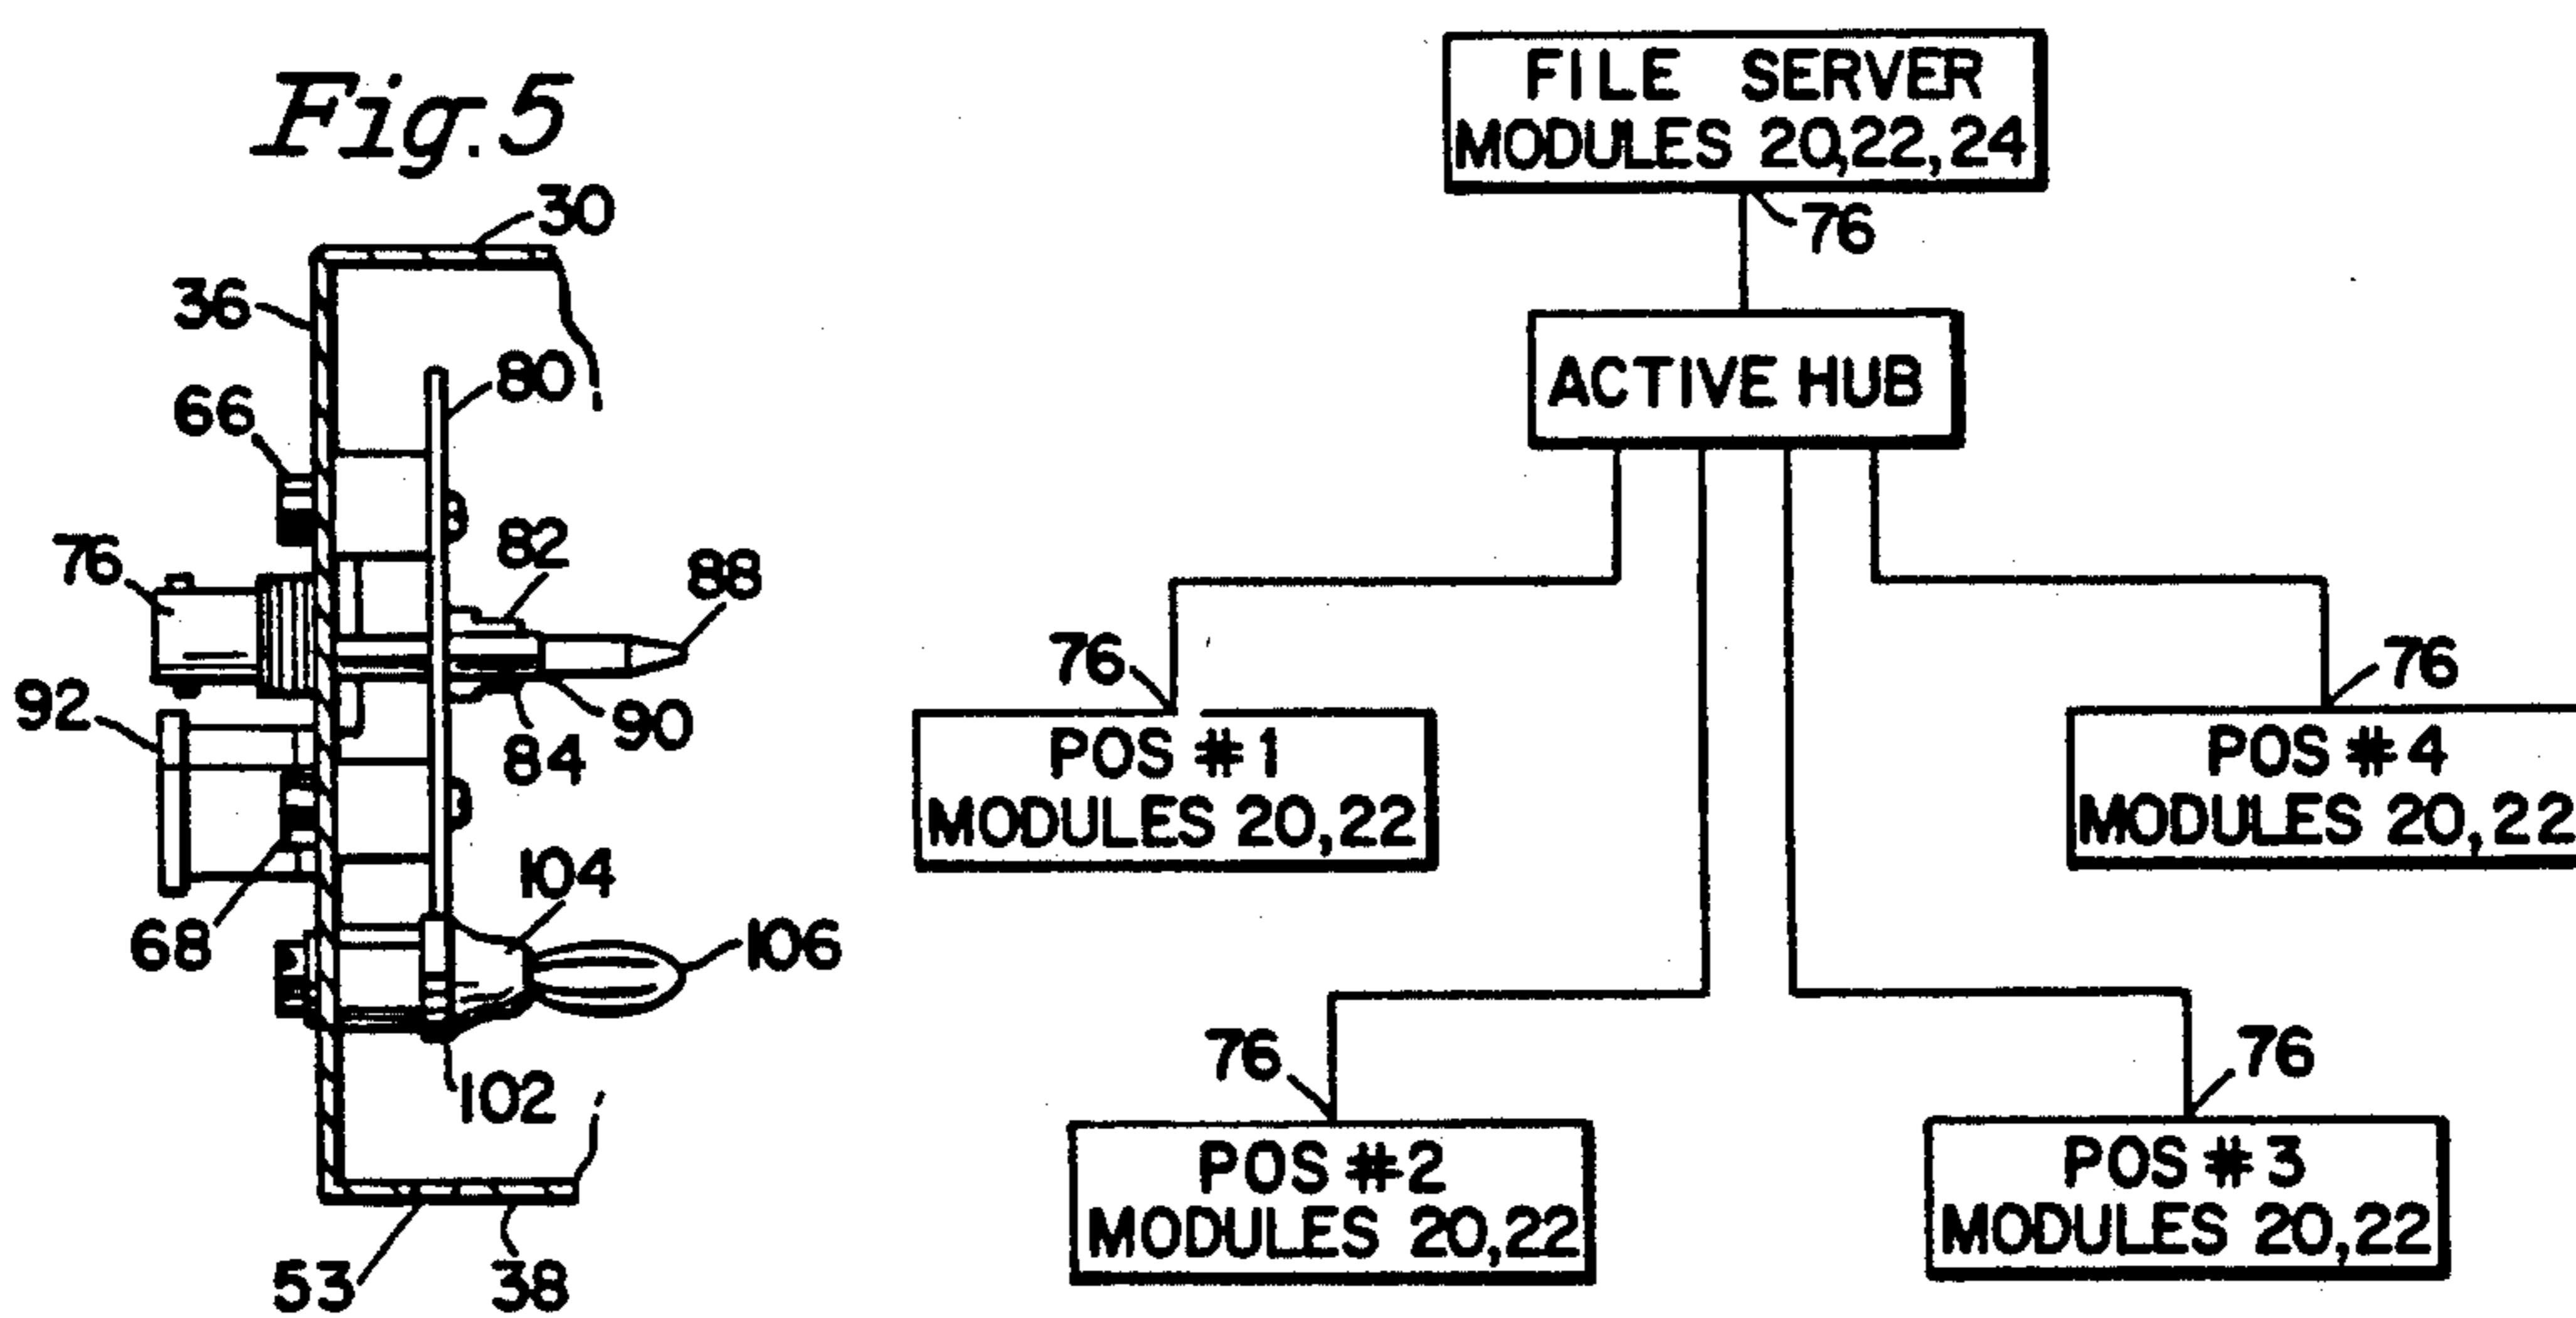 Fig. 5
30
36
80
66
82
76
88
92
90
84
104
68
106
102
53
38
FILE SERVER
MODULES 20,22,24
76
ACTIVE HUB
76
POS #1
MODULES 20,22
76
POS #4
MODULES 20,22
76
POS #2
MODULES 20,22
76
POS #3
MODULES 20,22